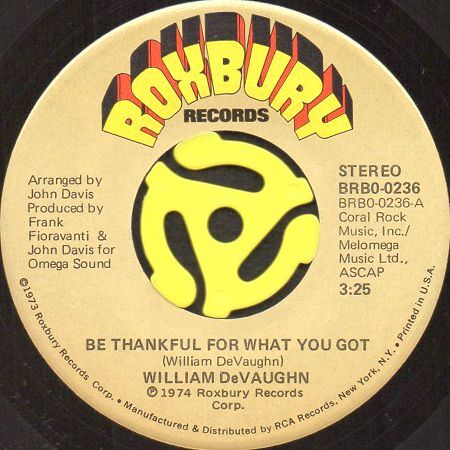 ROXBURY
RECORDS
Arranged by
John Davis
Produced by
Frank
Fioravanti &
John Davis for
Omega Sound
STEREO
BRBO-0236
BRBO-0236-A
Coral Rock
Music, Inc./
Melomega
Music Ltd.,
ASCAP
3:25
BE THANKFUL FOR WHAT YOU GOT
(William DeVaughn)
WILLIAM DeVAUGHN
℗ 1974 Roxbury Records
Corp.
©1973 Roxbury Records Corp. • Manufactured & Distributed by RCA Records, New York, N.Y. • Printed in U.S.A.